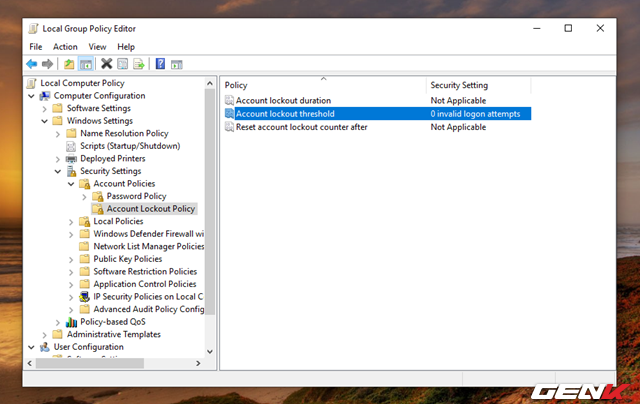 Local Group Policy Editor
File Action View Help
Local Computer Policy
Computer Configuration
Software Settings
Windows Settings
Name Resolution Policy
Scripts (Startup/Shutdown)
Deployed Printers
Security Settings
Account Policies
Password Policy
Account Lockout Policy
Local Policies
Windows Defender Firewall wi
Network List Manager Policies
Public Key Policies
Software Restriction Policies
Application Control Policies
IP Security Policies on Local C
Advanced Audit Policy Config
Policy-based QoS
Administrative Templates
User Configuration
Policy Security Setting
Account lockout duration Not Applicable
Account lockout threshold 0 invalid logon attempts
Reset account lockout counter after Not Applicable
GENK